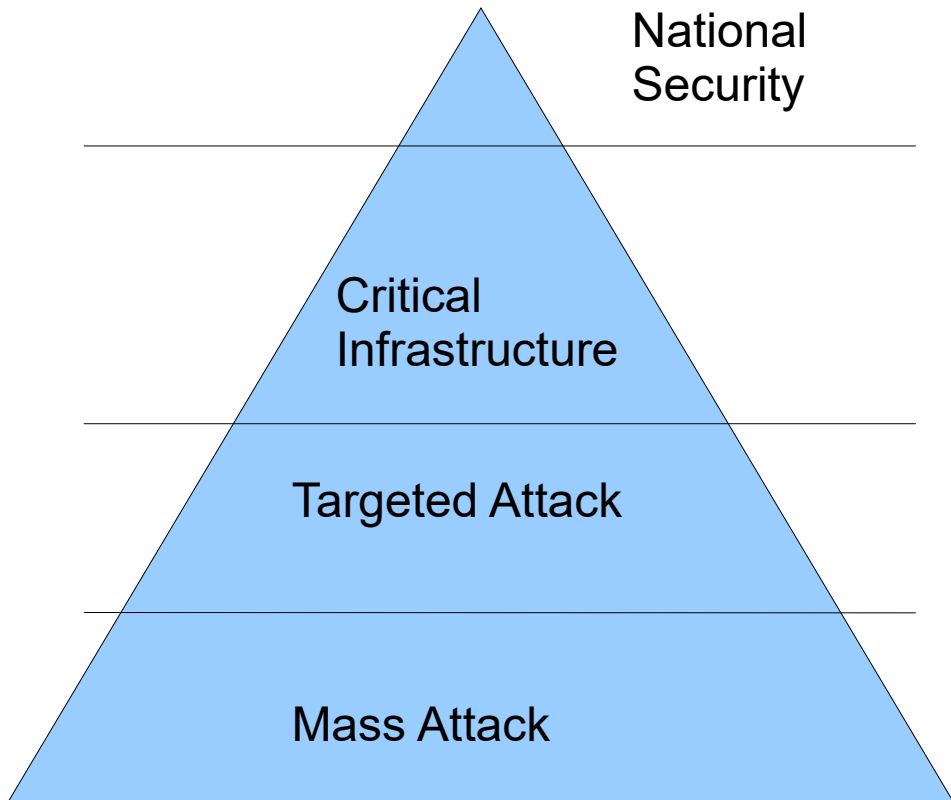 National
Security
Critical
Infrastructure
Targeted Attack
Mass Attack